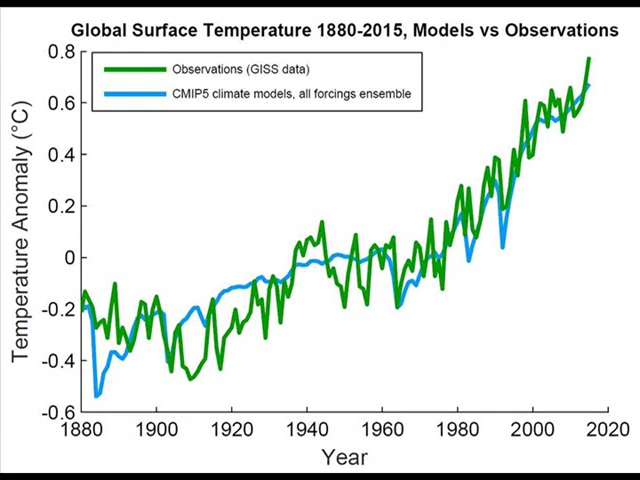 Global Surface Temperature 1880-2015, Models vs Observations
Observations (GISS data)
CMIP5 climate models, all forcings ensemble
Temperature Anomaly (°C)
0.8
0.6
0.4
0.2
0
-0.2
-0.4
-0.6
1880 1900 1920 1940 1960 1980 2000 2020
Year